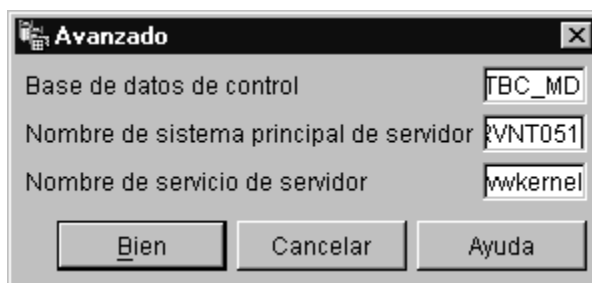 Avanzado
Base de datos de control TBC_MD
Nombre de sistema principal de servidor
Nombre de servicio de servidor vwkernel
Bien Cancelar Ayuda